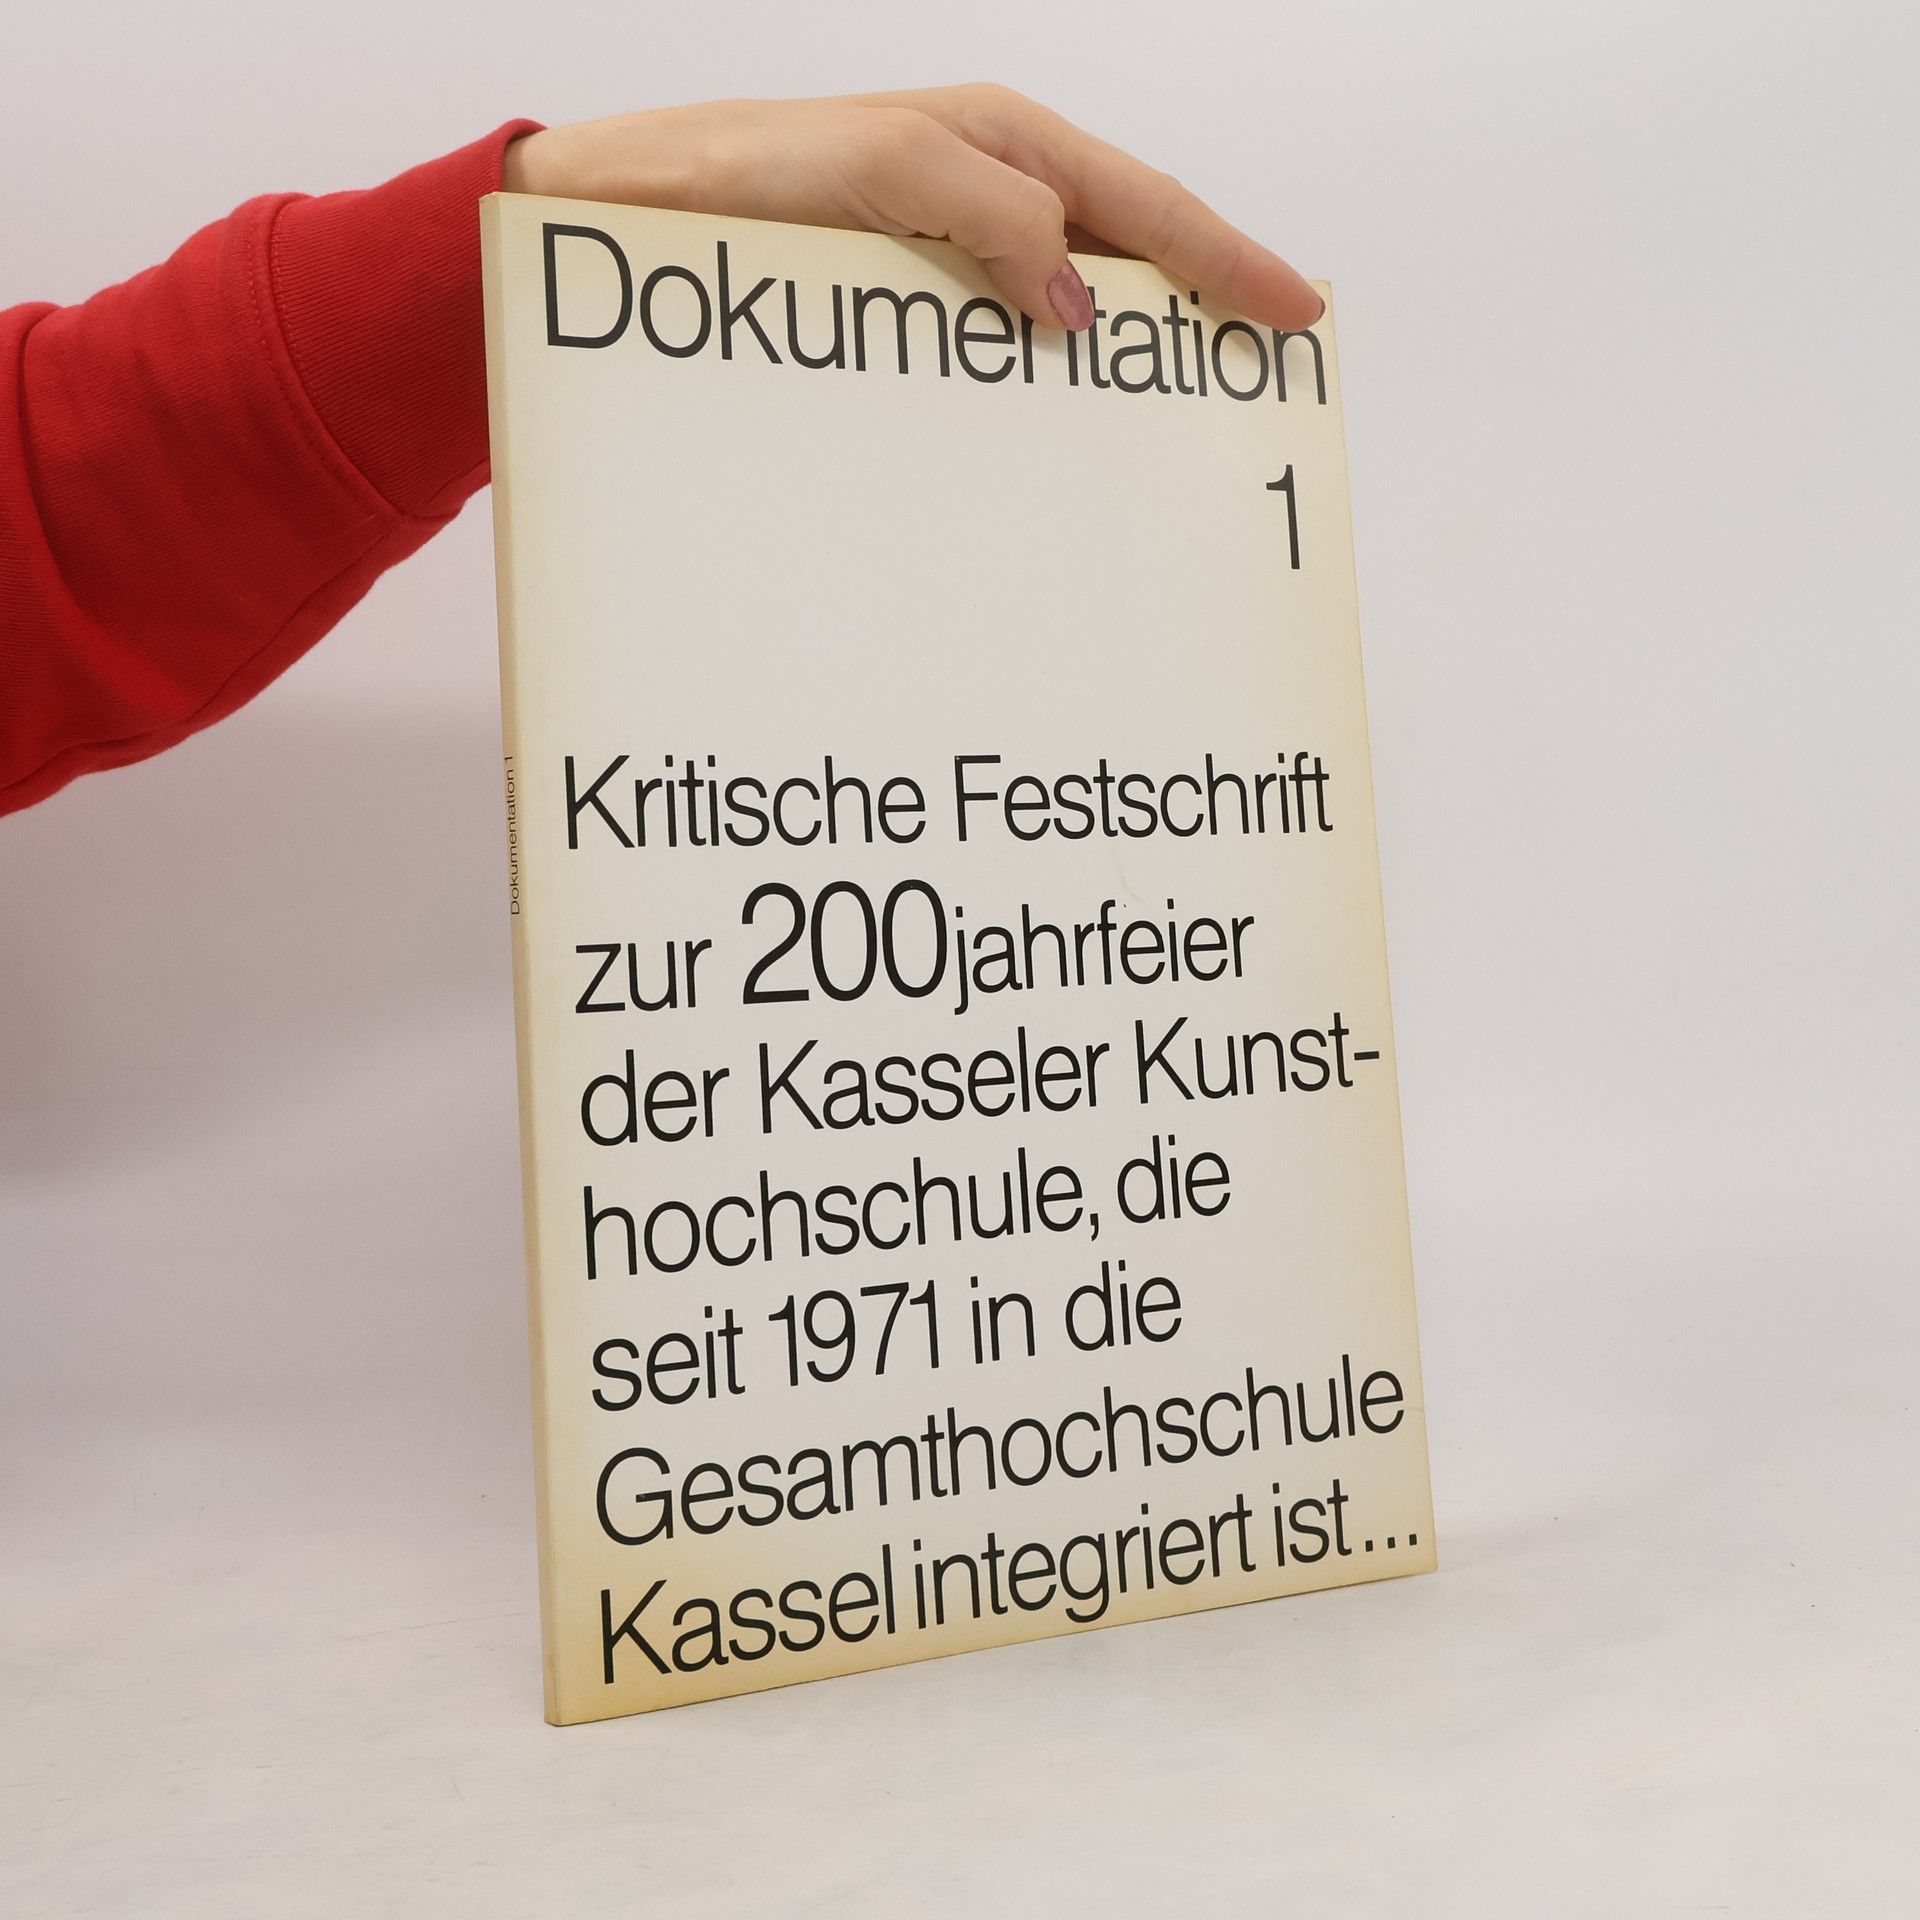 Dokumentation
1
Kritische Festschrift
zur 200jahrfeier
der Kasseler Kunst-
hochschule, die
seit 1971 in die
Gesamthochschule
Kassel integriert ist...
Dokumentation 1